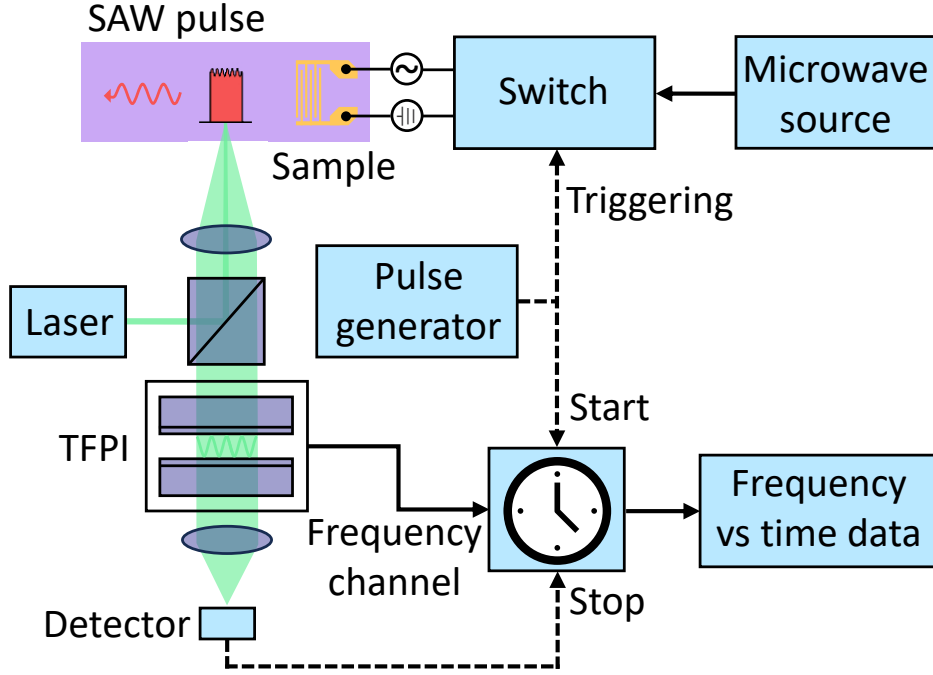 SAW pulse
Sample
Switch
Microwave
source
Triggering
Pulse
generator
Laser
Start
TFPI
Frequency
channel
Frequency
vs time data
Stop
Detector